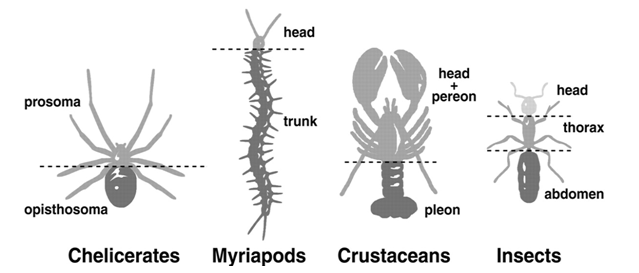 prosoma
opisthosoma
Chelicerates
head
trunk
Myriapods
head
+
pereon
pleon
Crustaceans
head
thorax
abdomen
Insects